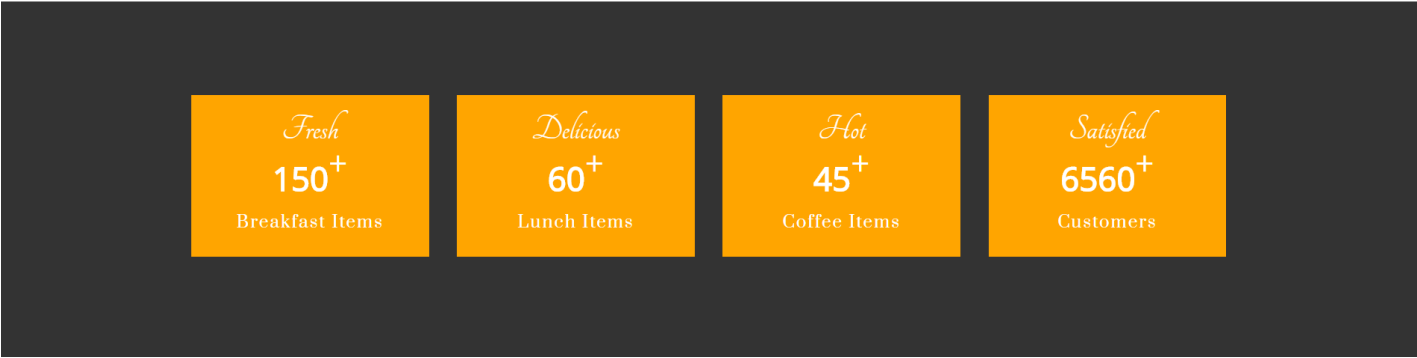 Fresh
150+
Breakfast Items
Delicious
60+
Lunch Items
Hot
45+
Coffee Items
Satisfied
6560+
Customers